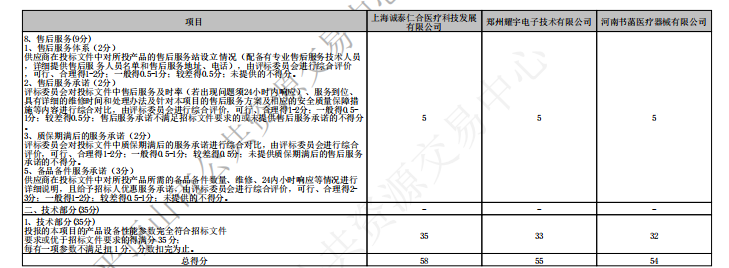 项目 上海诚泰仁合医疗科技发展有限公司 郑州耀宇电子技术有限公司 河南书菡医疗器械有限公司
8、售后服务(9分)
1、售后服务体系（2分）
供应商在投标文件中对所投产品的售后服务站设立情况（配备有专业售后服务技术人员
，详细提供售后服 务人员名单和售后服务地址、电话），由评标委员会进行综合评价
，可行、合理得1-2分；一般得0.5-1分；较差得0.5分；未提供的不得分。
2、售后服务承诺（2分）
评标委员会对投标文件中售后服务及时率（若出现问题须24小时内响应）、服务到位、
具有详细的维修时间和处理办法及针对本项目的售后服务方案及相应的安全质量保障措
施等内容进行综合对比，由评标委员会进行综合评价，可行、合理得1-2分；一般得0.5-
1分；较差得0.5分；售后服务承诺不满足招标文件要求的或未提供售后服务的不得分
。
3、质保期满后的服务承诺（2分）
评标委员会对投标文件中质保期满后的服务承诺进行综合对比，由评标委员会进行综合
评价，可行、合理得1-2分；一般得0.5-1分；较差得0.5分；未提供质保期满后的售后服务
承诺的不得分。
5、备品备件服务承诺（3分）
供应商在投标文件中对所投产品所需的备品备件数量、维修、24内小时响应等情况进行
详细说明，且给予招标人优惠服务承诺，由评标委员会进行综合评价，可行、合理得2-
3分；一般得1-2分；较差得0.5-1分；未提供的不得分。
5 5 5
二、技术部分(35分) － － －
1、技术部分(35分)
投报的本项目的产品设备性能参数完全符合招标文件
要求或优于招标文件要求的得满分 35 分；
每有一项参数不满足扣 1 分，分数扣完为止。
35 33 32
总得分 58 55 54
平顶山市公共资源交易中心
公共资源交易中心